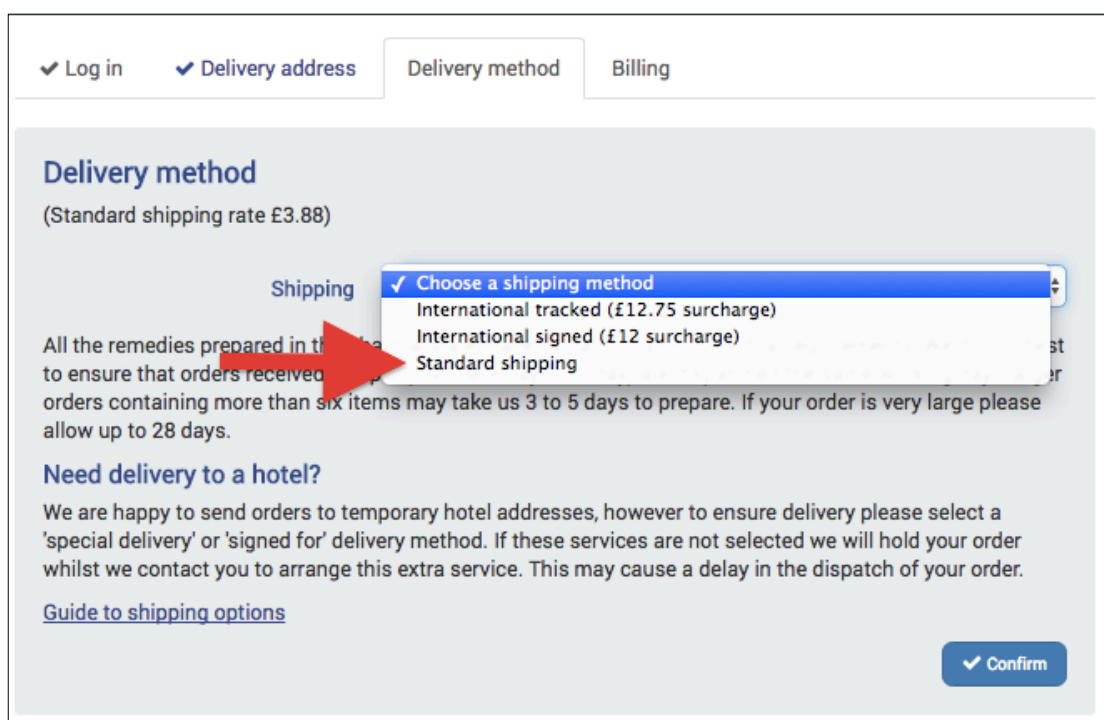 Log in
Delivery address
Delivery method
Billing
Delivery method
(Standard shipping rate £3.88)
Shipping
Choose a shipping method
International tracked (£12.75 surcharge)
International signed (£12 surcharge)
Standard shipping
All the remedies prepared in
to ensure that orders received
orders containing more than six items may take us 3 to 5 days to prepare. If your order is very large please
allow up to 28 days.
Need delivery to a hotel?
We are happy to send orders to temporary hotel addresses, however to ensure delivery please select a
'special delivery' or 'signed for' delivery method. If these services are not selected we will hold your order
whilst we contact you to arrange this extra service. This may cause a delay in the dispatch of your order.
Guide to shipping options
Confirm